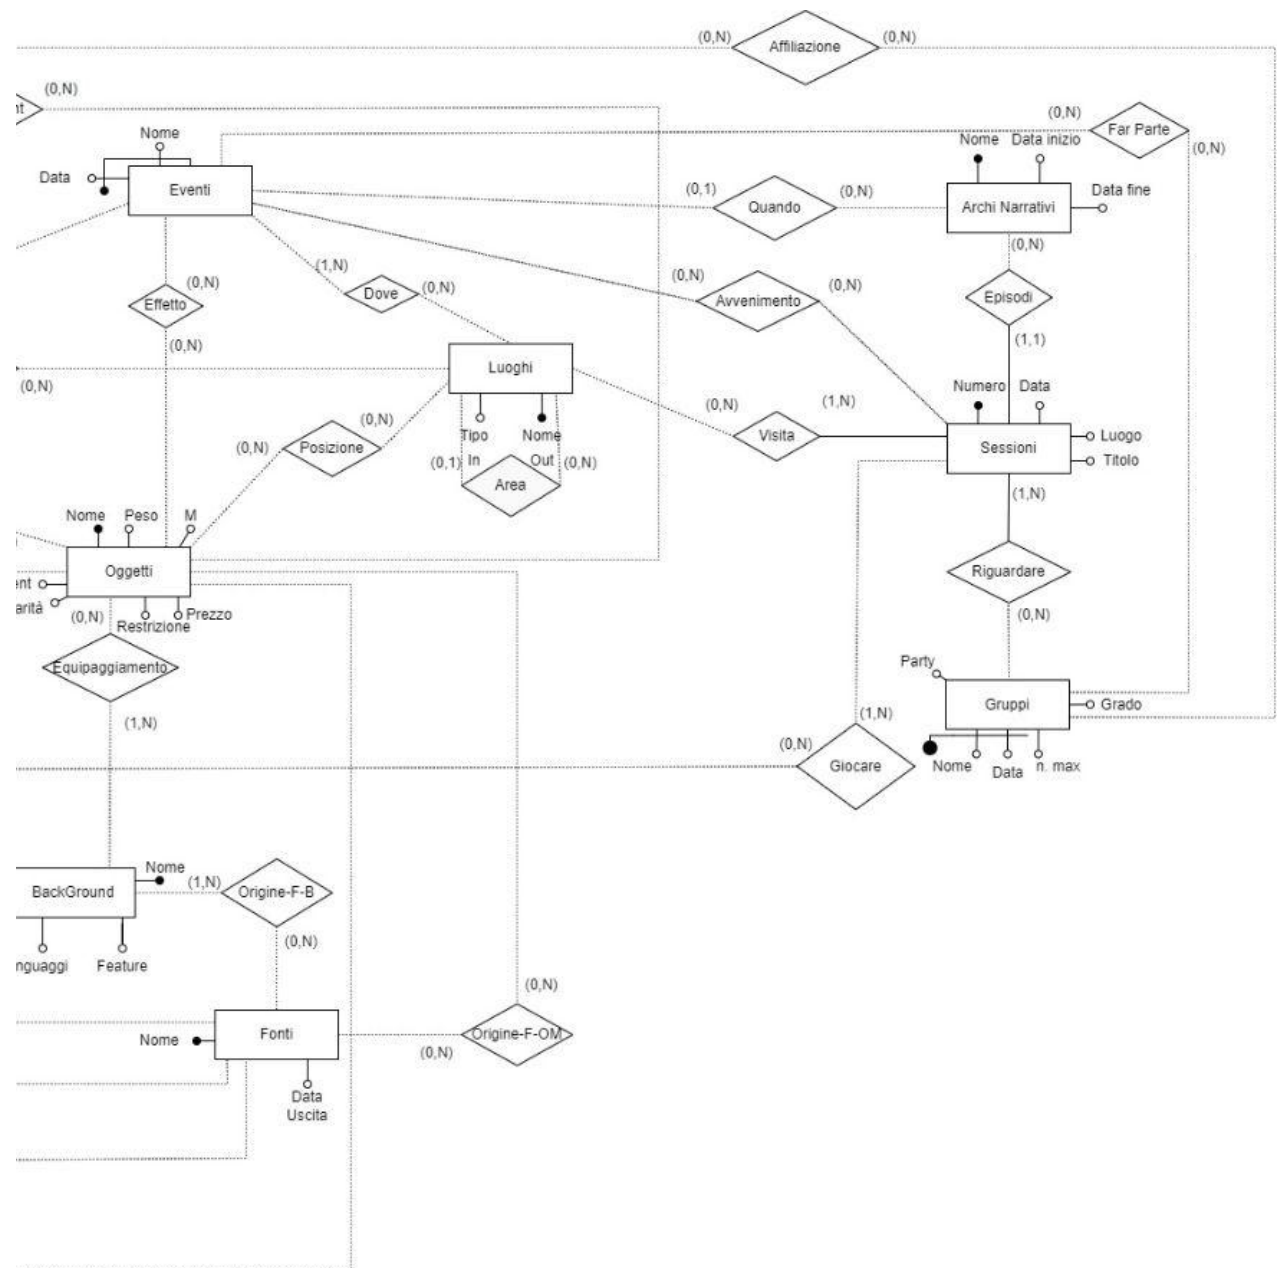 (0,N)
Affiliazione
(0,N)
(0,N)
nt
(0,N)
Far Parte
(0,N)
Nome
Nome
Data inizio
Data
Eventi
(0,1)
Quando
(0,N)
Archi Narrativi
Data fine
(0,N)
(1,N)
(0,N)
(0,N)
(0,N)
Effetto
Dove
(0,N)
Avvenimento
Episodi
(0,N)
(1,1)
(0,N)
Luoghi
Numero
Data
(0,N)
(0,N)
(1,N)
(0,N)
Posizione
Tipo
Nome
Visita
Sessioni
Luogo
Titolo
(0,1)
In
Out
(0,N)
Area
(1,N)
Nome
Peso
M
Oggetti
Riguardare
ent
arità
(0,N)
Restrizione
Prezzo
(0,N)
Equipaggiamento
Party
Gruppi
Grado
(1,N)
(1,N)
(0,N)
Giocare
Nome
Data
n. max
Nome
BackGround
(1,N)
Origine-F-B
(0,N)
nguaggi
Feature
(0,N)
Nome
Fonti
Origine-F-OM
(0,N)
Data
Uscita